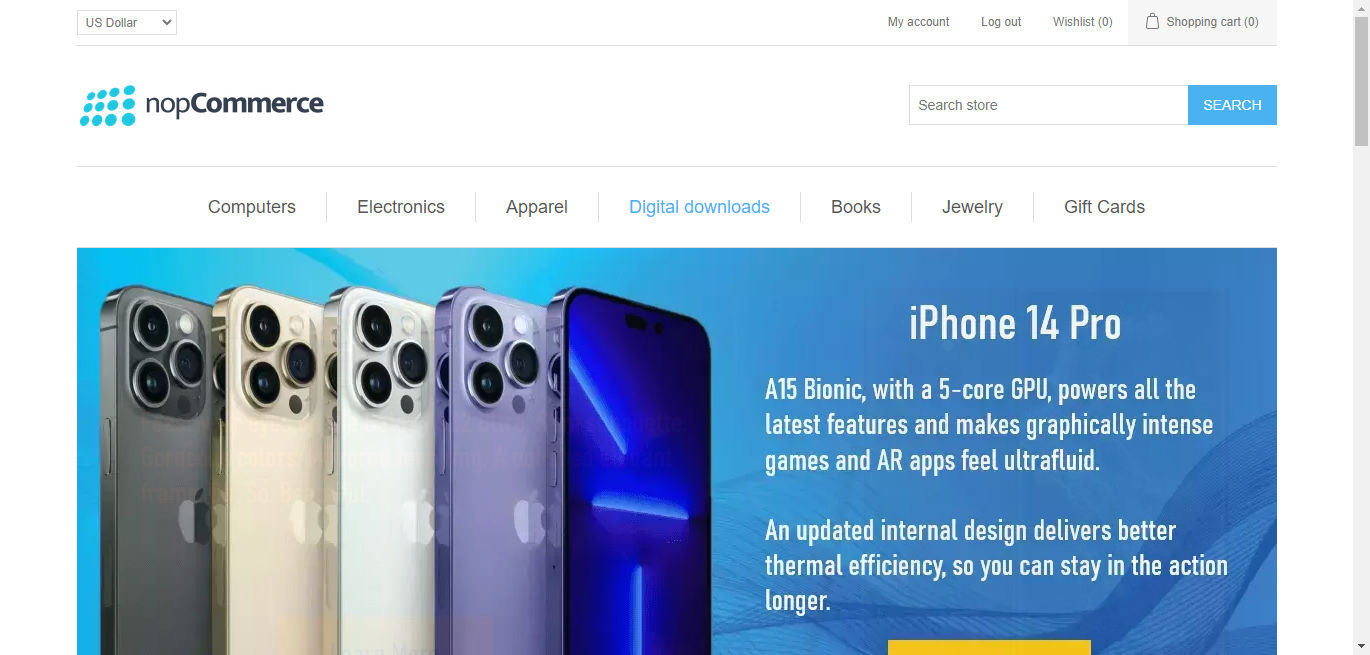 US Dollar
My account
Log out
Wishlist (0)
Shopping cart (0)
nopCommerce
Search store
SEARCH
Computers
Electronics
Apparel
Digital downloads
Books
Jewelry
Gift Cards
iPhone 14 Pro
A15 Bionic, with a 5-core GPU, powers all the
latest features and makes graphically intense
games and AR apps feel ultrafluid.
An updated internal design delivers better
thermal efficiency, so you can stay in the action
longer.
Learn More